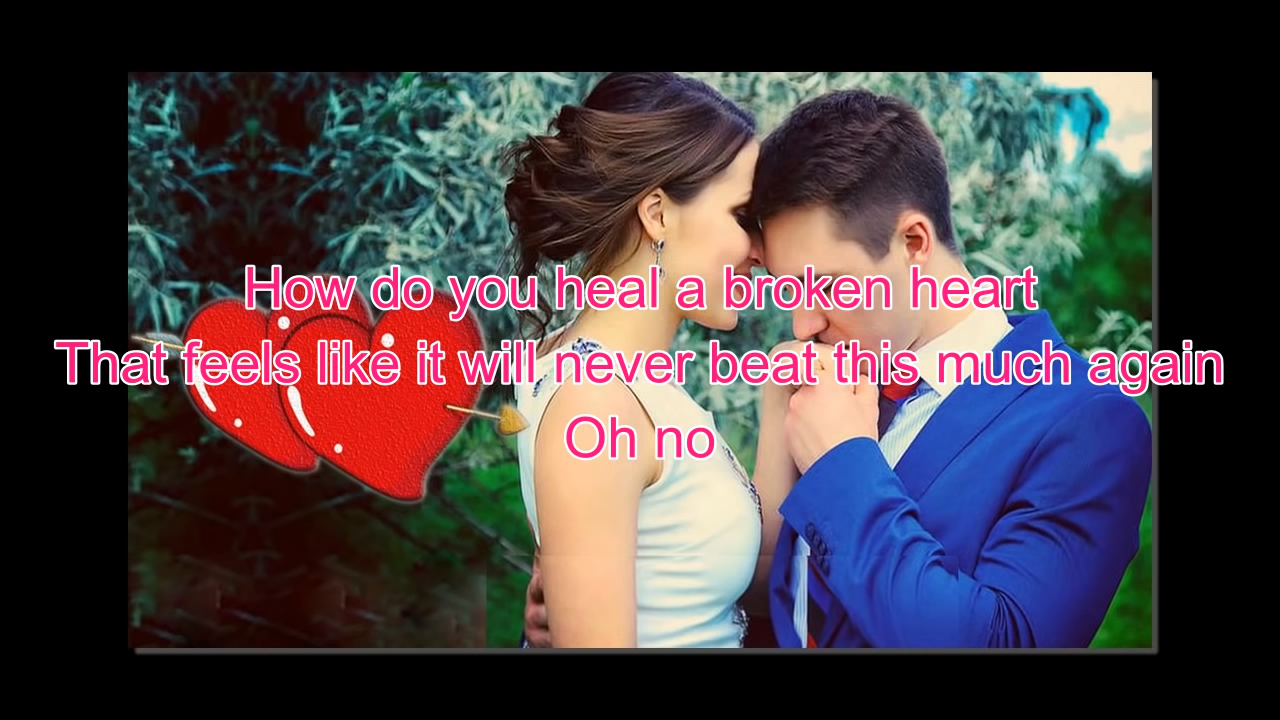 How do you heal a broken heart
That feels like it will never beat this much again
Oh no